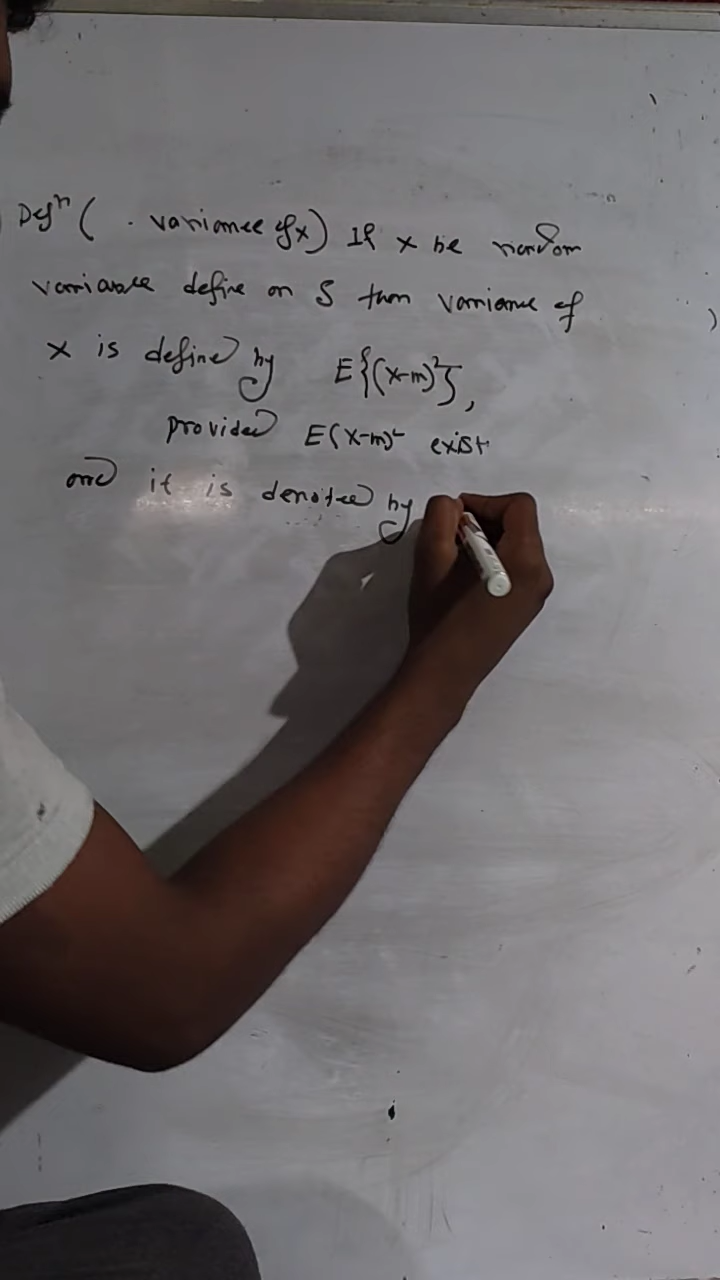 Defⁿ ( . variance of x) If x be random
variable define on S then variance of
x is define by E{(x-m)²},
provided E(x-m)² exist
and it is denoted by